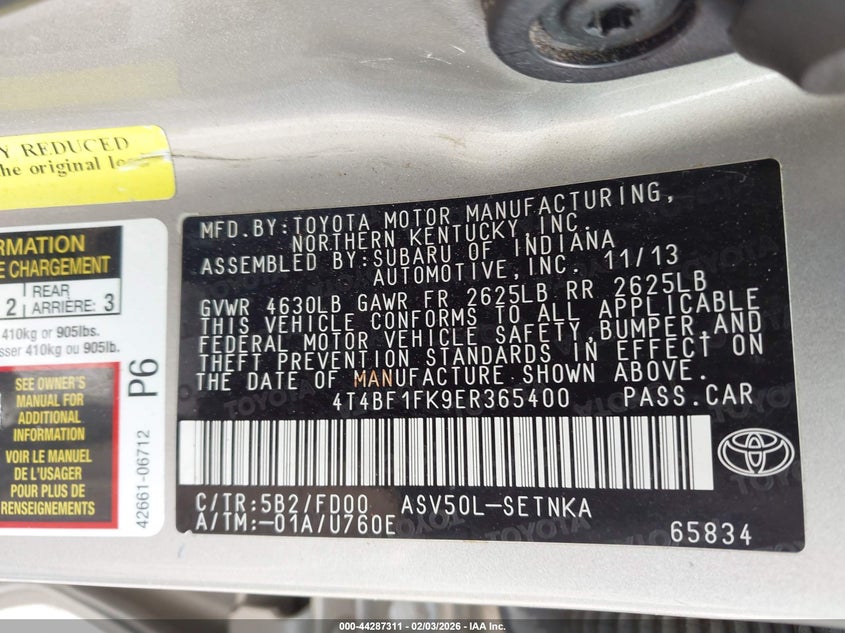 Y REDUCED
he original lo
RMATION
E CHARGEMENT
2 REAR
ARRIÈRE: 3
410kg or 905lbs.
sser 410kg ou 905lb.
SEE OWNER'S
MANUAL FOR
ADDITIONAL
INFORMATION
VOIR LE MANUEL
DE L'USAGER
POUR PLUS DE
RENSEIGNEMENTS
P6
42661-06712
MFD.BY:TOYOTA MOTOR MANUFACTURING,
NORTHERN KENTUCKY, INC.
ASSEMBLED BY:SUBARU OF INDIANA
AUTOMOTIVE,INC. 11/13
GVWR 4630LB GAWR FR 2625LB RR 2625LB
THIS VEHICLE CONFORMS TO ALL APPLICABLE
FEDERAL MOTOR VEHICLE SAFETY,BUMPER,AND
THEFT PREVENTION STANDARDS IN EFFECT ON
THE DATE OF MANUFACTURE SHOWN ABOVE.
4T4BF1FK9ER365400 PASS.CAR
C/TR:5B2/FD00 ASV50L-SETNKA
A/TM:-01A/U760E
65834
000-44287311 - 02/03/2026 - IAA Inc.